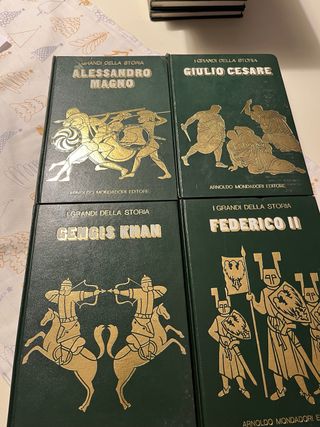 I GRANDI DELLA STORIA
ALESSANDRO
MAGNO
ARNOLDO MONDADORI EDITORE
I GRANDI DELLA STORIA
GIULIO CESARE
ARNOLDO MONDADORI EDITORE
I GRANDI DELLA STORIA
GENGIS KHAN
I GRANDI DELLA STORIA
FEDERICO II
ARNOLDO MONDADORI EDITORE